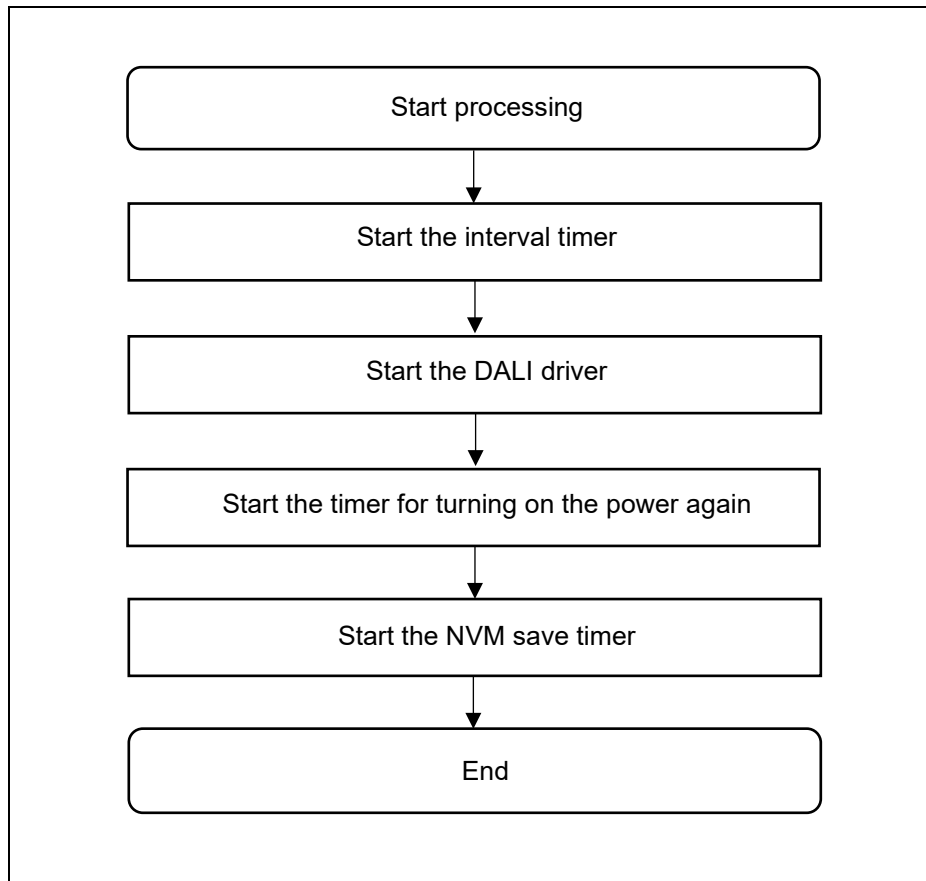 Start processing
Start the interval timer
Start the DALI driver
Start the timer for turning on the power again
Start the NVM save timer
End